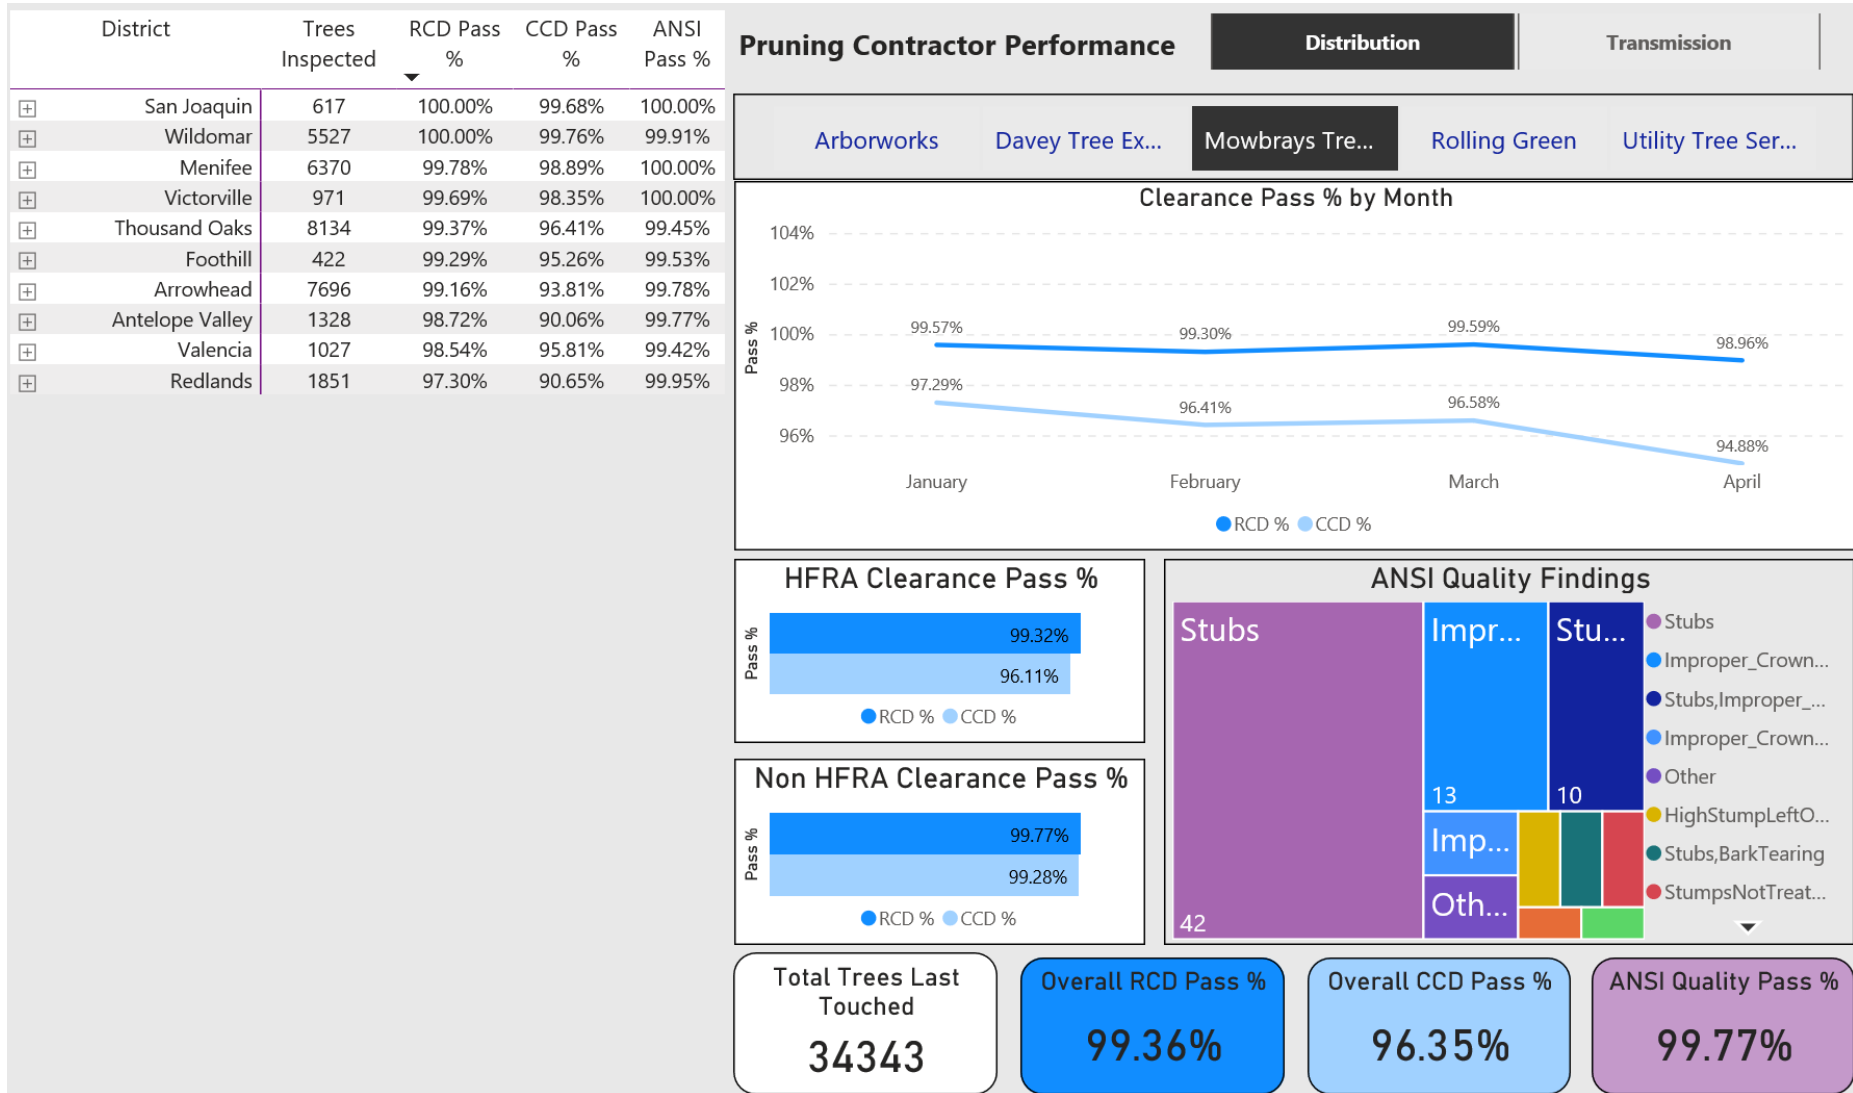 District Trees Inspected RCD Pass % CCD Pass % ANSI Pass %
San Joaquin 617 100.00% 99.68% 100.00%
Wildomar 5527 100.00% 99.76% 99.91%
Menifee 6370 99.78% 98.89% 100.00%
Victorville 971 99.69% 98.35% 100.00%
Thousand Oaks 8134 99.37% 96.41% 99.45%
Foothill 422 99.29% 95.26% 99.53%
Arrowhead 7696 99.16% 93.81% 99.78%
Antelope Valley 1328 98.72% 90.06% 99.77%
Valencia 1027 98.54% 95.81% 99.42%
Redlands 1851 97.30% 90.65% 99.95%
Pruning Contractor Performance
Distribution
Transmission
Arborworks
Davey Tree Ex...
Mowbrays Tre...
Rolling Green
Utility Tree Ser...
Clearance Pass % by Month
Pass %
104%
102%
100%
98%
96%
99.57% 99.30% 99.59% 98.96%
97.29% 96.41% 96.58% 94.88%
January February March April
RCD % CCD %
HFRA Clearance Pass %
Pass %
99.32%
96.11%
RCD % CCD %
Non HFRA Clearance Pass %
Pass %
99.77%
99.28%
RCD % CCD %
ANSI Quality Findings
Stubs
42
Impr...
13
Stu...
10
Imp...
Oth...
Stubs
Improper_Crown...
Stubs,Improper_...
Improper_Crown...
Other
HighStumpLeftO...
Stubs,BarkTearing
StumpsNotTreat...
Total Trees Last
Touched
34343
Overall RCD Pass %
99.36%
Overall CCD Pass %
96.35%
ANSI Quality Pass %
99.77%